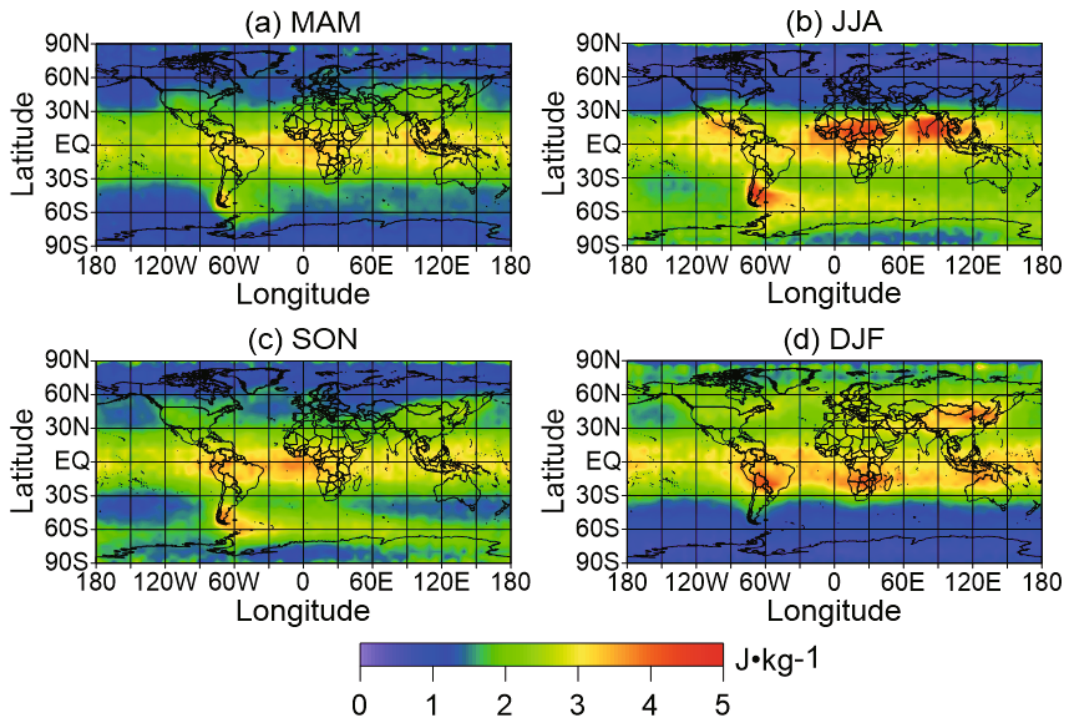 (a) MAM
(b) JJA
90N
60N
30N
EQ
30S
60S
90S
Latitude
180 120W 60W 0 60E 120E 180
Longitude
90N
60N
30N
EQ
30S
60S
90S
Latitude
180 120W 60W 0 60E 120E 180
Longitude
(c) SON
(d) DJF
90N
60N
30N
EQ
30S
60S
90S
Latitude
180 120W 60W 0 60E 120E 180
Longitude
90N
60N
30N
EQ
30S
60S
90S
Latitude
180 120W 60W 0 60E 120E 180
Longitude
J•kg-1
0 1 2 3 4 5